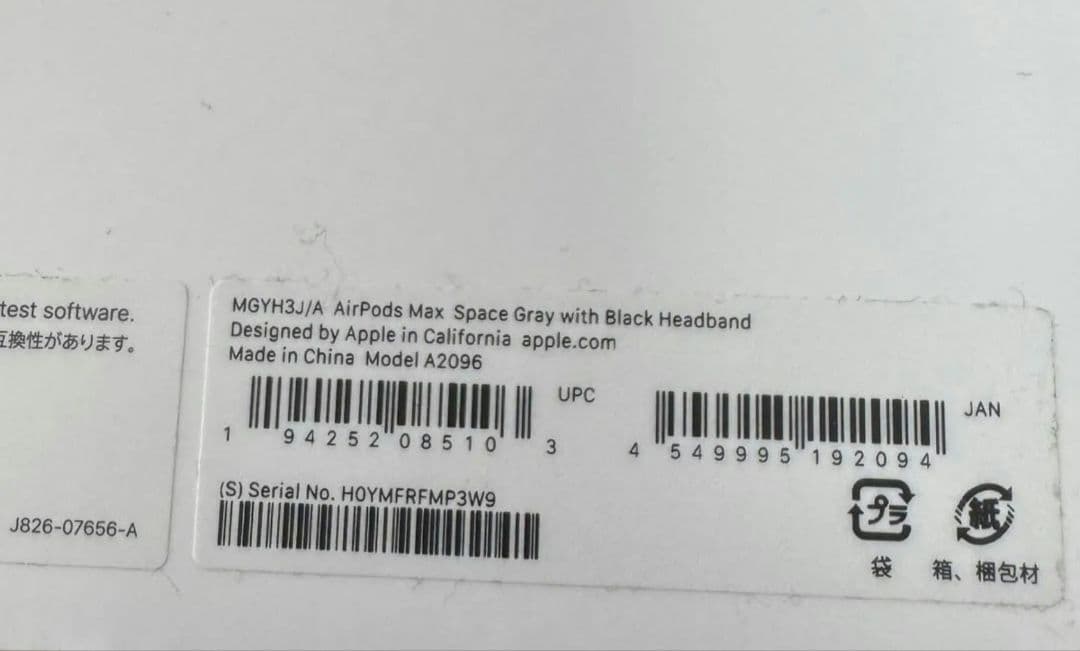 test software.
互換性があります。
J826-07656-A
MGYH3J/A AirPods Max Space Gray with Black Headband
Designed by Apple in California apple.com
Made in China Model A2096
UPC
1 94252 08510 3
JAN
4 549995 192094
(S) Serial No. H0YMFRFMP3W9
プラ
袋
紙
箱、梱包材